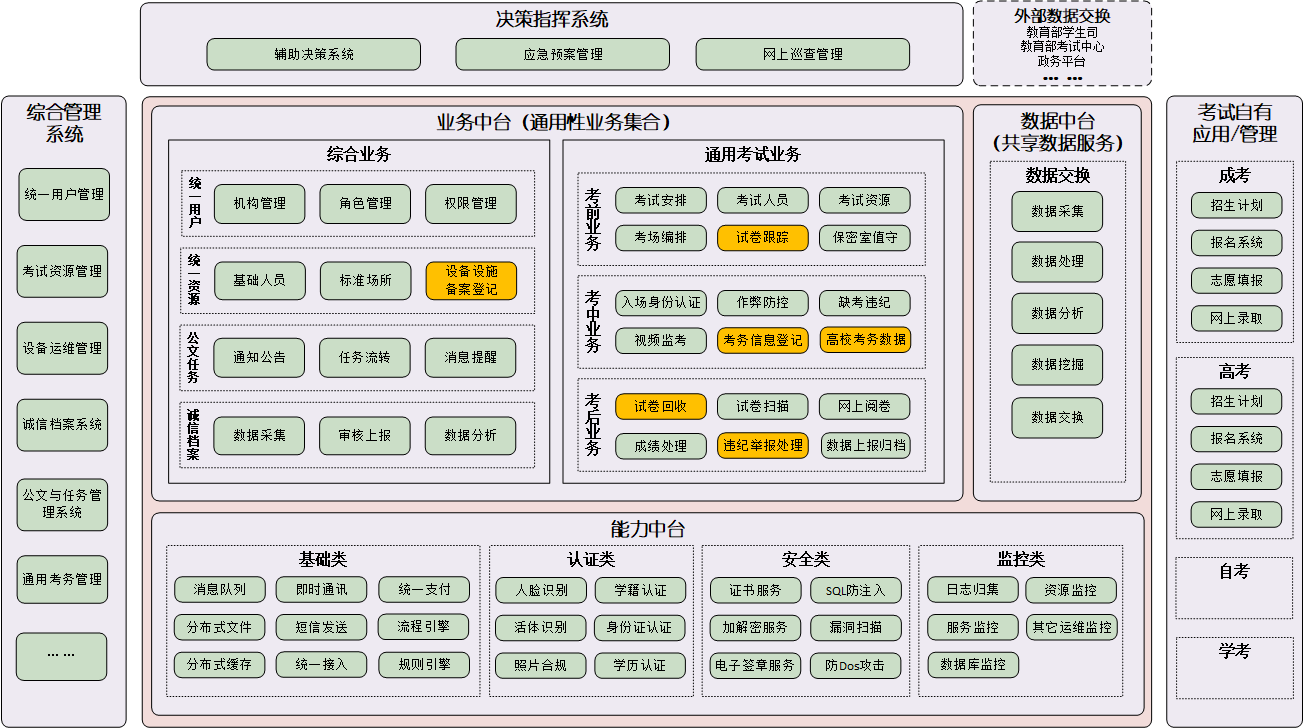 决策指挥系统
辅助决策系统
应急预案管理
网上巡查管理
外部数据交换
教育部学生司
教育部考试中心
政务平台
... ...
综合管理
系统
统一用户管理
考试资源管理
设备运维管理
诚信档案系统
公文与任务管
理系统
通用考务管理
... ...
业务中台（通用性业务集合）
综合业务
统一用户
机构管理
角色管理
权限管理
统一资源
基础人员
标准场所
设备设施
备案登记
公文任务
通知公告
任务流转
消息提醒
诚信档案
数据采集
审核上报
数据分析
通用考试业务
考前业务
考试安排
考试人员
考试资源
考场编排
试卷跟踪
保密室值守
考中业务
入场身份认证
作弊防控
缺考违纪
视频监考
考务信息登记
高校考务数据
考后业务
试卷回收
试卷扫描
网上阅卷
成绩处理
违纪举报处理
数据上报归档
数据中台
（共享数据服务）
数据交换
数据采集
数据处理
数据分析
数据挖掘
数据交换
能力中台
基础类
消息队列
即时通讯
统一支付
分布式文件
短信发送
流程引擎
分布式缓存
统一接入
规则引擎
认证类
人脸识别
学籍认证
活体识别
身份证认证
照片合规
学历认证
安全类
证书服务
SQL防注入
加解密服务
漏洞扫描
电子签章服务
防Dos攻击
监控类
日志归集
资源监控
服务监控
其它运维监控
数据库监控
考试自有
应用/管理
成考
招生计划
报名系统
志愿填报
网上录取
高考
招生计划
报名系统
志愿填报
网上录取
自考
学考